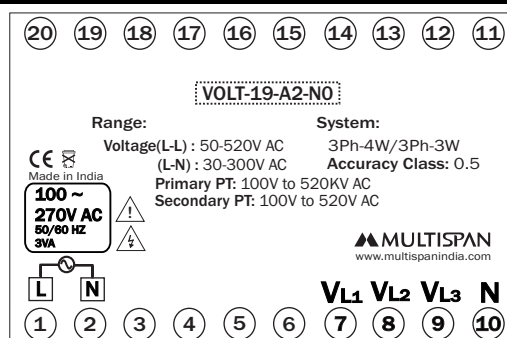 20 19 18 17 16 15 14 13 12 11
VOLT-19-A2-N0
Range: System:
Voltage(L-L) : 50-520V AC 3Ph-4W/3Ph-3W
(L-N) : 30-300V AC Accuracy Class: 0.5
Primary PT: 100V to 520KV AC
Secondary PT: 100V to 520V AC
CE
Made in India
100 ~
270V AC
50/60 HZ
3VA
MULTISPAN
www.multispanindia.com
L N VL1 VL2 VL3 N
1 2 3 4 5 6 7 8 9 10